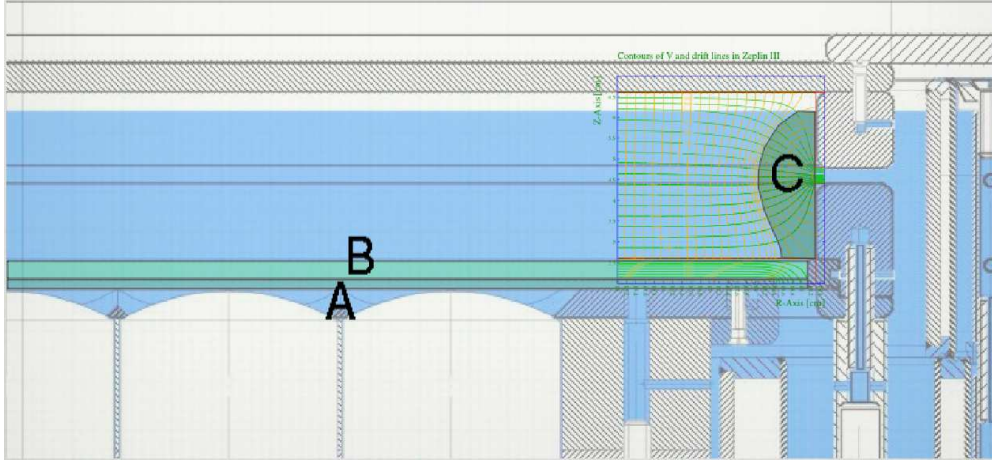 Contours of V and drift lines in Zeplin III
Z-Axis [cm]
C
B
A
R-Axis [cm]